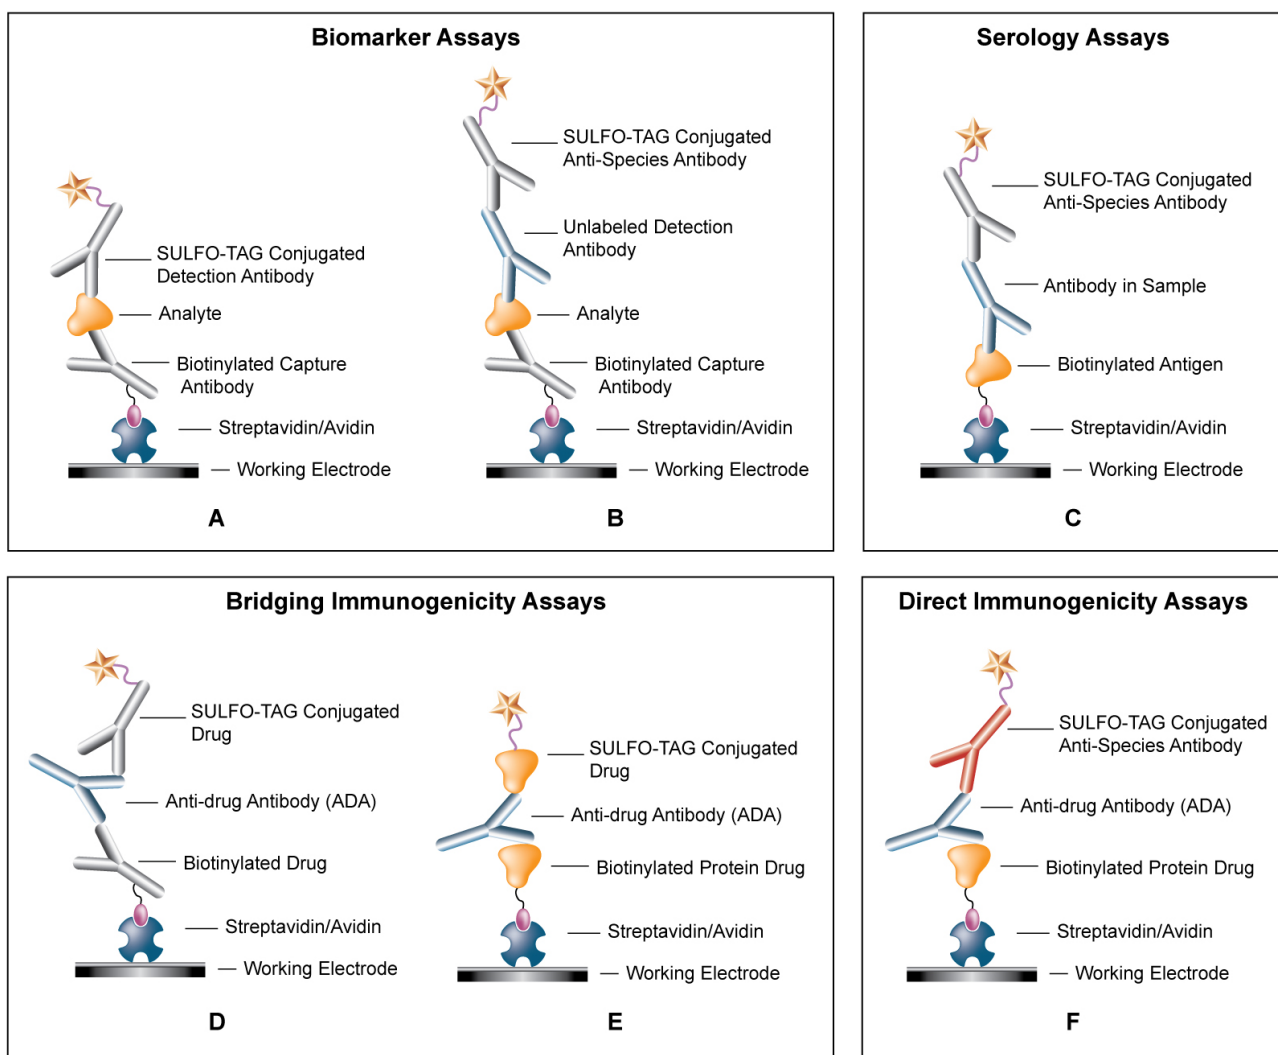 Biomarker Assays
SULFO-TAG Conjugated
Detection Antibody
Analyte
Biotinylated Capture
Antibody
Streptavidin/Avidin
Working Electrode
A
SULFO-TAG Conjugated
Anti-Species Antibody
Unlabeled Detection
Antibody
Analyte
Biotinylated Capture
Antibody
Streptavidin/Avidin
Working Electrode
B
Serology Assays
SULFO-TAG Conjugated
Anti-Species Antibody
Antibody in Sample
Biotinylated Antigen
Streptavidin/Avidin
Working Electrode
C
Bridging Immunogenicity Assays
SULFO-TAG Conjugated
Drug
Anti-drug Antibody (ADA)
Biotinylated Drug
Streptavidin/Avidin
Working Electrode
D
SULFO-TAG Conjugated
Drug
Anti-drug Antibody (ADA)
Biotinylated Protein Drug
Streptavidin/Avidin
Working Electrode
E
Direct Immunogenicity Assays
SULFO-TAG Conjugated
Anti-Species Antibody
Anti-drug Antibody (ADA)
Biotinylated Protein Drug
Streptavidin/Avidin
Working Electrode
F